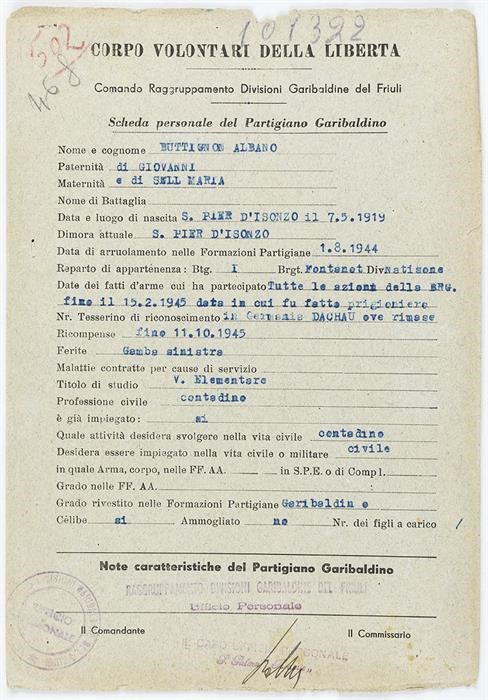 101322
502
468
CORPO VOLONTARI DELLA LIBERTA
Comando Raggruppamento Divisioni Garibaldine del Friuli
Scheda personale del Partigiano Garibaldino
Nome e cognome BUTTIGNON ALBANO
Paternità di GIOVANNI
Maternità e di SELL MARIA
Nome di Battaglia
Data e luogo di nascita S. PIER D'ISONZO il 7.5.1919
Dimora attuale S. PIER D'ISONZO
Data di arruolamento nelle Formazioni Partigiane 1.8.1944
Reparto di appartenenza: Btg. I Brgt. Fontenot Div Natisone
Date dei fatti d'arme cui ha partecipato Tutte le azioni della BRG.
fino il 15.2.1945 data in cui fu fatto prigioniero
Nr. Tesserino di riconoscimento in Germania DACHAU ove rimase
Ricompense fino 11.10.1945
Ferite Gamba sinistra
Malattie contratte per cause di servizio
Titolo di studio V. Elementare
Professione civile contadino
è già impiegato: si
Quale attività desidera svolgere nella vita civile contadino
Desidera essere impiegato nella vita civile o militare civile
in quale Arma, corpo, nelle FF. AA. in S.P.E. o di Compl.
Grado nelle FF. AA.
Grado rivestito nelle Formazioni Partigiane Garibaldin o
Célibe si Ammogliato no Nr. dei figli a carico /
Note caratteristiche del Partigiano Garibaldino
RAGGRUPPAMENTO DIVISIONI GARIBALDINE DEL FRIULI
Ufficio Personale
Il Comandante Il Commissario
IL CAPO UFFICIO PERSONALE